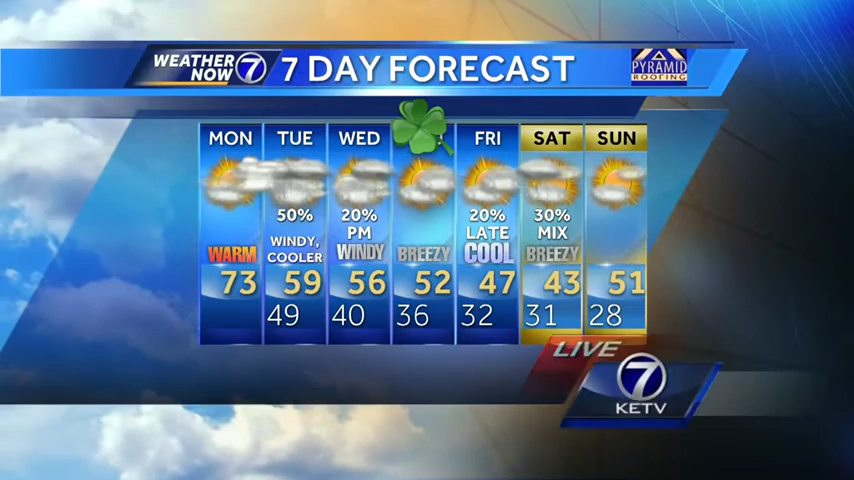 WEATHER
NOW 7
7 DAY FORECAST
PYRAMID
ROOFING
MON
WARM
73
TUE
50%
WINDY,
COOLER
59
49
WED
20%
PM
WINDY
56
40
BREEZY
52
36
FRI
20%
LATE
COOL
47
32
SAT
30%
MIX
BREEZY
43
31
SUN
51
28
LIVE
7
KETV